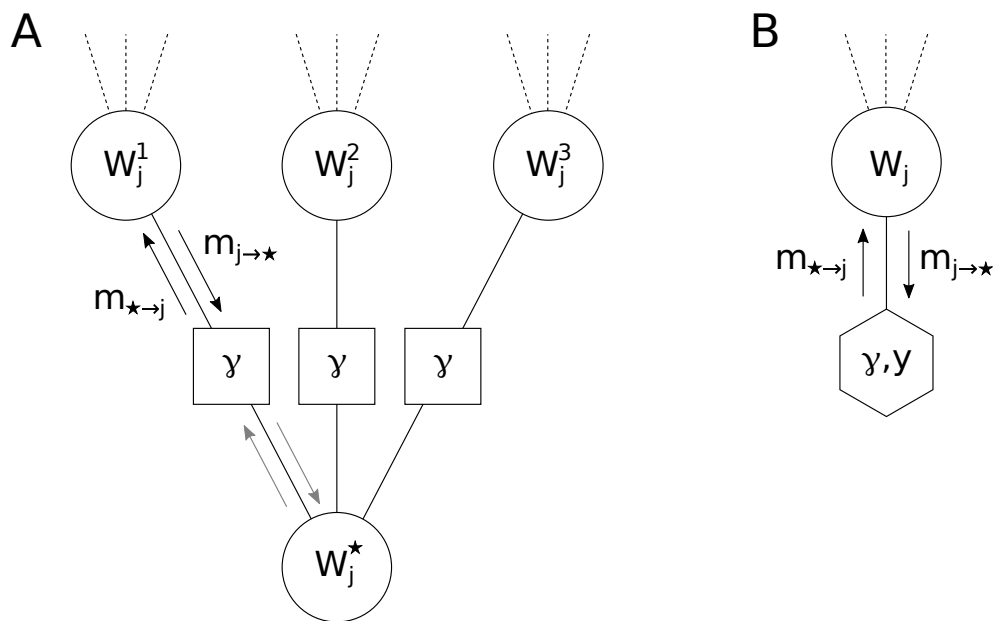 A
B
W_j^1
W_j^2
W_j^3
W_j
m_{j→★}
m_{★→j}
m_{★→j}
m_{j→★}
γ
γ
γ
γ,y
W_j^★